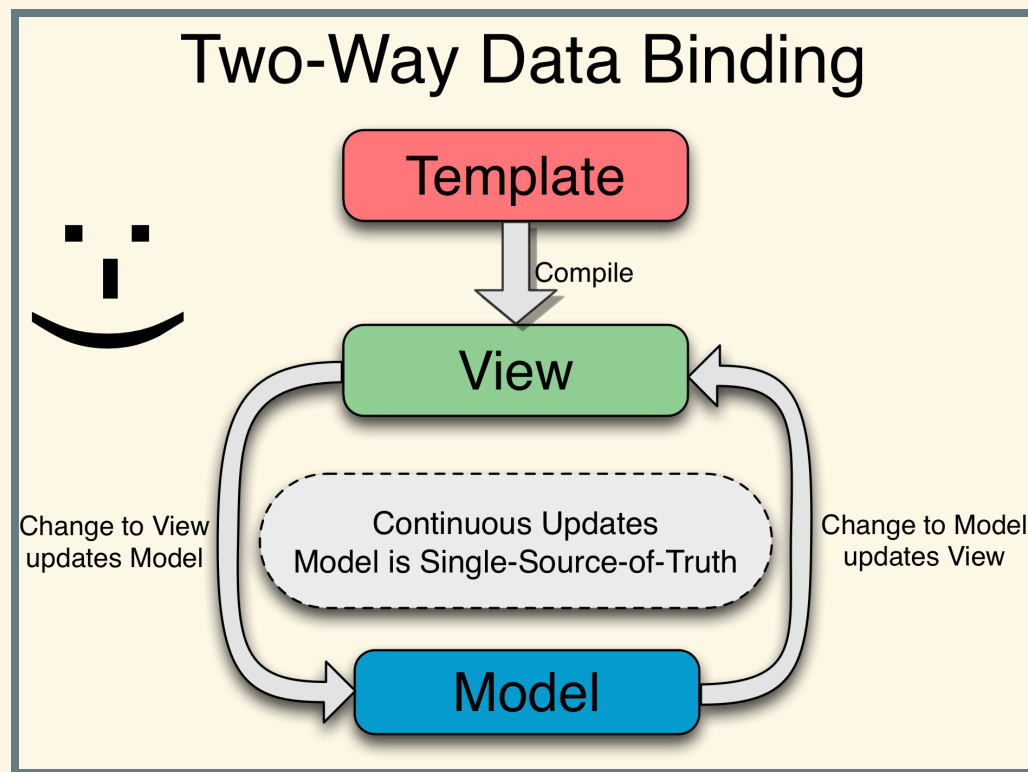 Two-Way Data Binding
Template
Compile
View
Change to View
updates Model
Continuous Updates
Model is Single-Source-of-Truth
Change to Model
updates View
Model